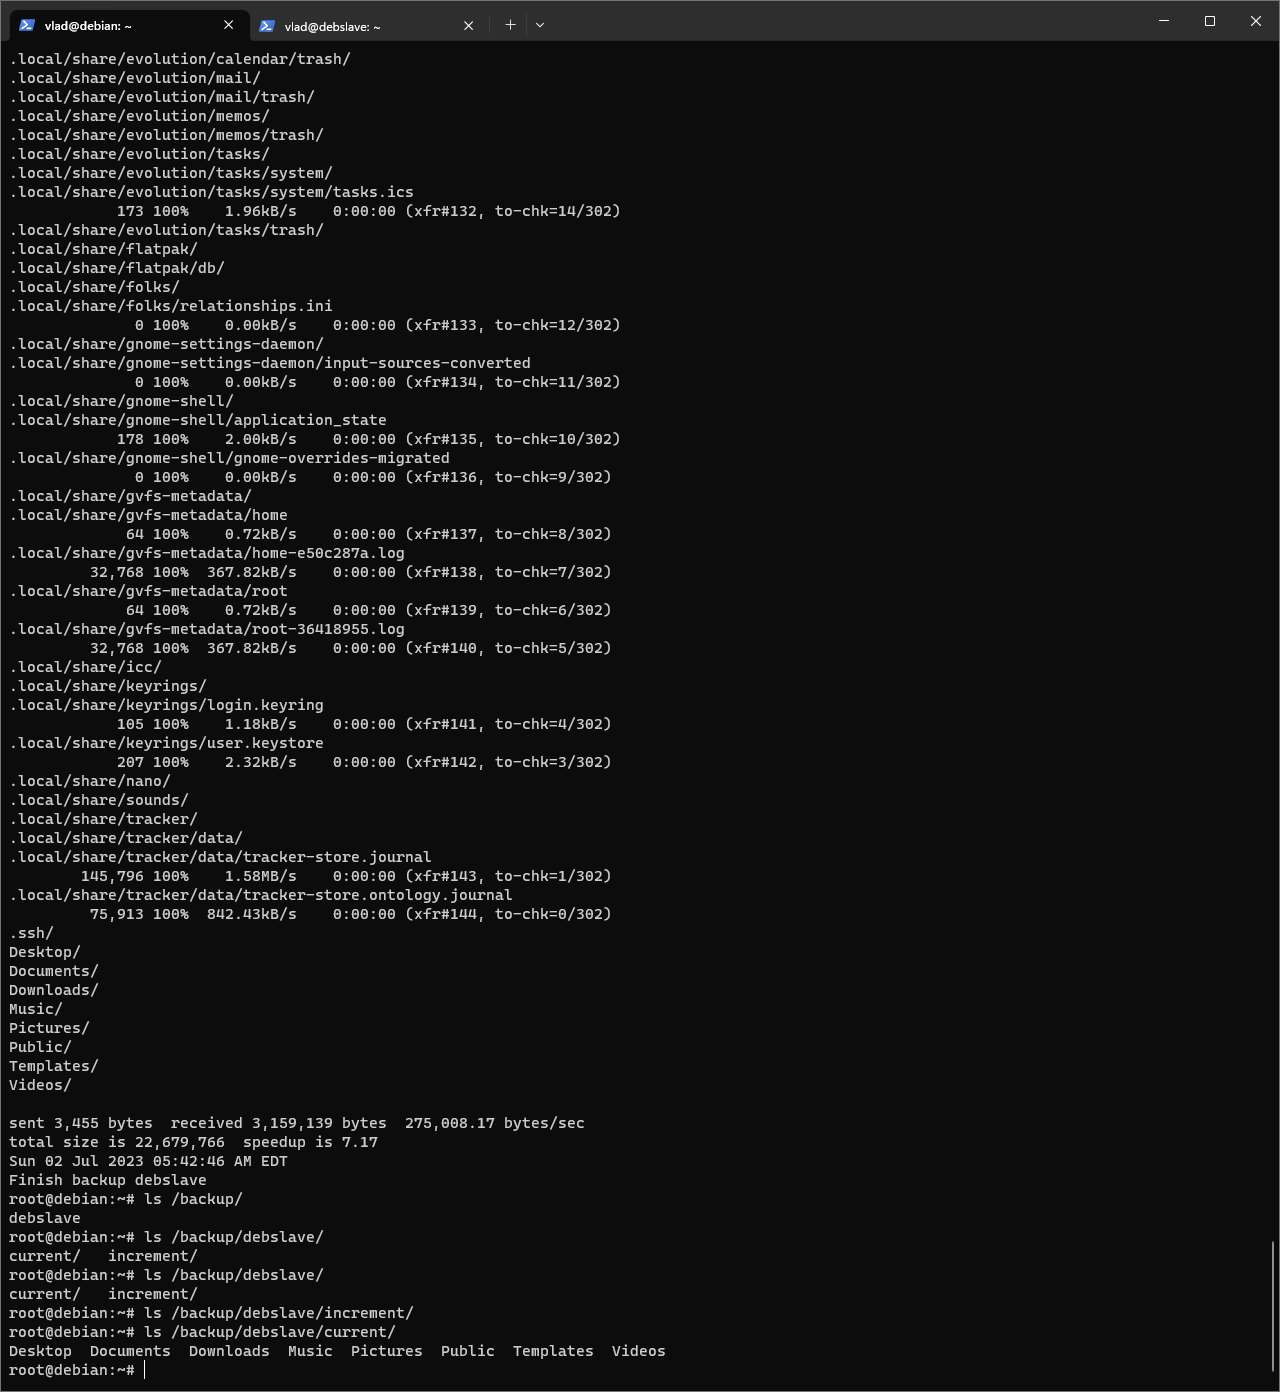 vlad@debian: ~
vlad@debslave: ~
.local/share/evolution/calendar/trash/
.local/share/evolution/mail/
.local/share/evolution/mail/trash/
.local/share/evolution/memos/
.local/share/evolution/memos/trash/
.local/share/evolution/tasks/
.local/share/evolution/tasks/system/
.local/share/evolution/tasks/system/tasks.ics
            173 100%    1.96kB/s    0:00:00 (xfr#132, to-chk=14/302)
.local/share/evolution/tasks/trash/
.local/share/flatpak/
.local/share/flatpak/db/
.local/share/folks/
.local/share/folks/relationships.ini
              0 100%    0.00kB/s    0:00:00 (xfr#133, to-chk=12/302)
.local/share/gnome-settings-daemon/
.local/share/gnome-settings-daemon/input-sources-converted
              0 100%    0.00kB/s    0:00:00 (xfr#134, to-chk=11/302)
.local/share/gnome-shell/
.local/share/gnome-shell/application_state
            178 100%    2.00kB/s    0:00:00 (xfr#135, to-chk=10/302)
.local/share/gnome-shell/gnome-overrides-migrated
              0 100%    0.00kB/s    0:00:00 (xfr#136, to-chk=9/302)
.local/share/gvfs-metadata/
.local/share/gvfs-metadata/home
             64 100%    0.72kB/s    0:00:00 (xfr#137, to-chk=8/302)
.local/share/gvfs-metadata/home-e50c287a.log
         32,768 100%  367.82kB/s    0:00:00 (xfr#138, to-chk=7/302)
.local/share/gvfs-metadata/root
             64 100%    0.72kB/s    0:00:00 (xfr#139, to-chk=6/302)
.local/share/gvfs-metadata/root-36418955.log
         32,768 100%  367.82kB/s    0:00:00 (xfr#140, to-chk=5/302)
.local/share/icc/
.local/share/keyrings/
.local/share/keyrings/login.keyring
            105 100%    1.18kB/s    0:00:00 (xfr#141, to-chk=4/302)
.local/share/keyrings/user.keystore
            207 100%    2.32kB/s    0:00:00 (xfr#142, to-chk=3/302)
.local/share/nano/
.local/share/sounds/
.local/share/tracker/
.local/share/tracker/data/
.local/share/tracker/data/tracker-store.journal
        145,796 100%    1.58MB/s    0:00:00 (xfr#143, to-chk=1/302)
.local/share/tracker/data/tracker-store.ontology.journal
         75,913 100%  842.43kB/s    0:00:00 (xfr#144, to-chk=0/302)
.ssh/
Desktop/
Documents/
Downloads/
Music/
Pictures/
Public/
Templates/
Videos/

sent 3,455 bytes  received 3,159,139 bytes  275,008.17 bytes/sec
total size is 22,679,766  speedup is 7.17
Sun 02 Jul 2023 05:42:46 AM EDT
Finish backup debslave
root@debian:~# ls /backup/
debslave
root@debian:~# ls /backup/debslave/
current/   increment/
root@debian:~# ls /backup/debslave/
current/   increment/
root@debian:~# ls /backup/debslave/increment/
root@debian:~# ls /backup/debslave/current/
Desktop  Documents  Downloads  Music  Pictures  Public  Templates  Videos
root@debian:~#